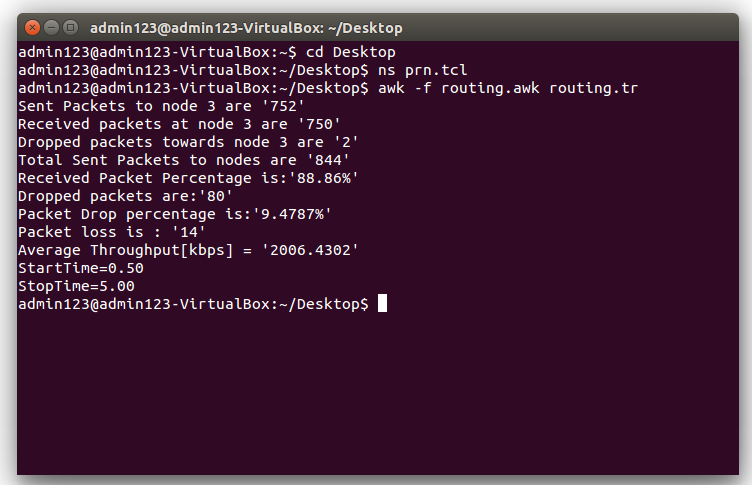 admin123@admin123-VirtualBox: ~/Desktop
admin123@admin123-VirtualBox:~$ cd Desktop
admin123@admin123-VirtualBox:~/Desktop$ ns prn.tcl
admin123@admin123-VirtualBox:~/Desktop$ awk -f routing.awk routing.tr
Sent Packets to node 3 are '752'
Received packets at node 3 are '750'
Dropped packets towards node 3 are '2'
Total Sent Packets to nodes are '844'
Received Packet Percentage is:'88.86%'
Dropped packets are:'80'
Packet Drop percentage is:'9.4787%'
Packet loss is : '14'
Average Throughput[kbps] = '2006.4302'
StartTime=0.50
StopTime=5.00
admin123@admin123-VirtualBox:~/Desktop$